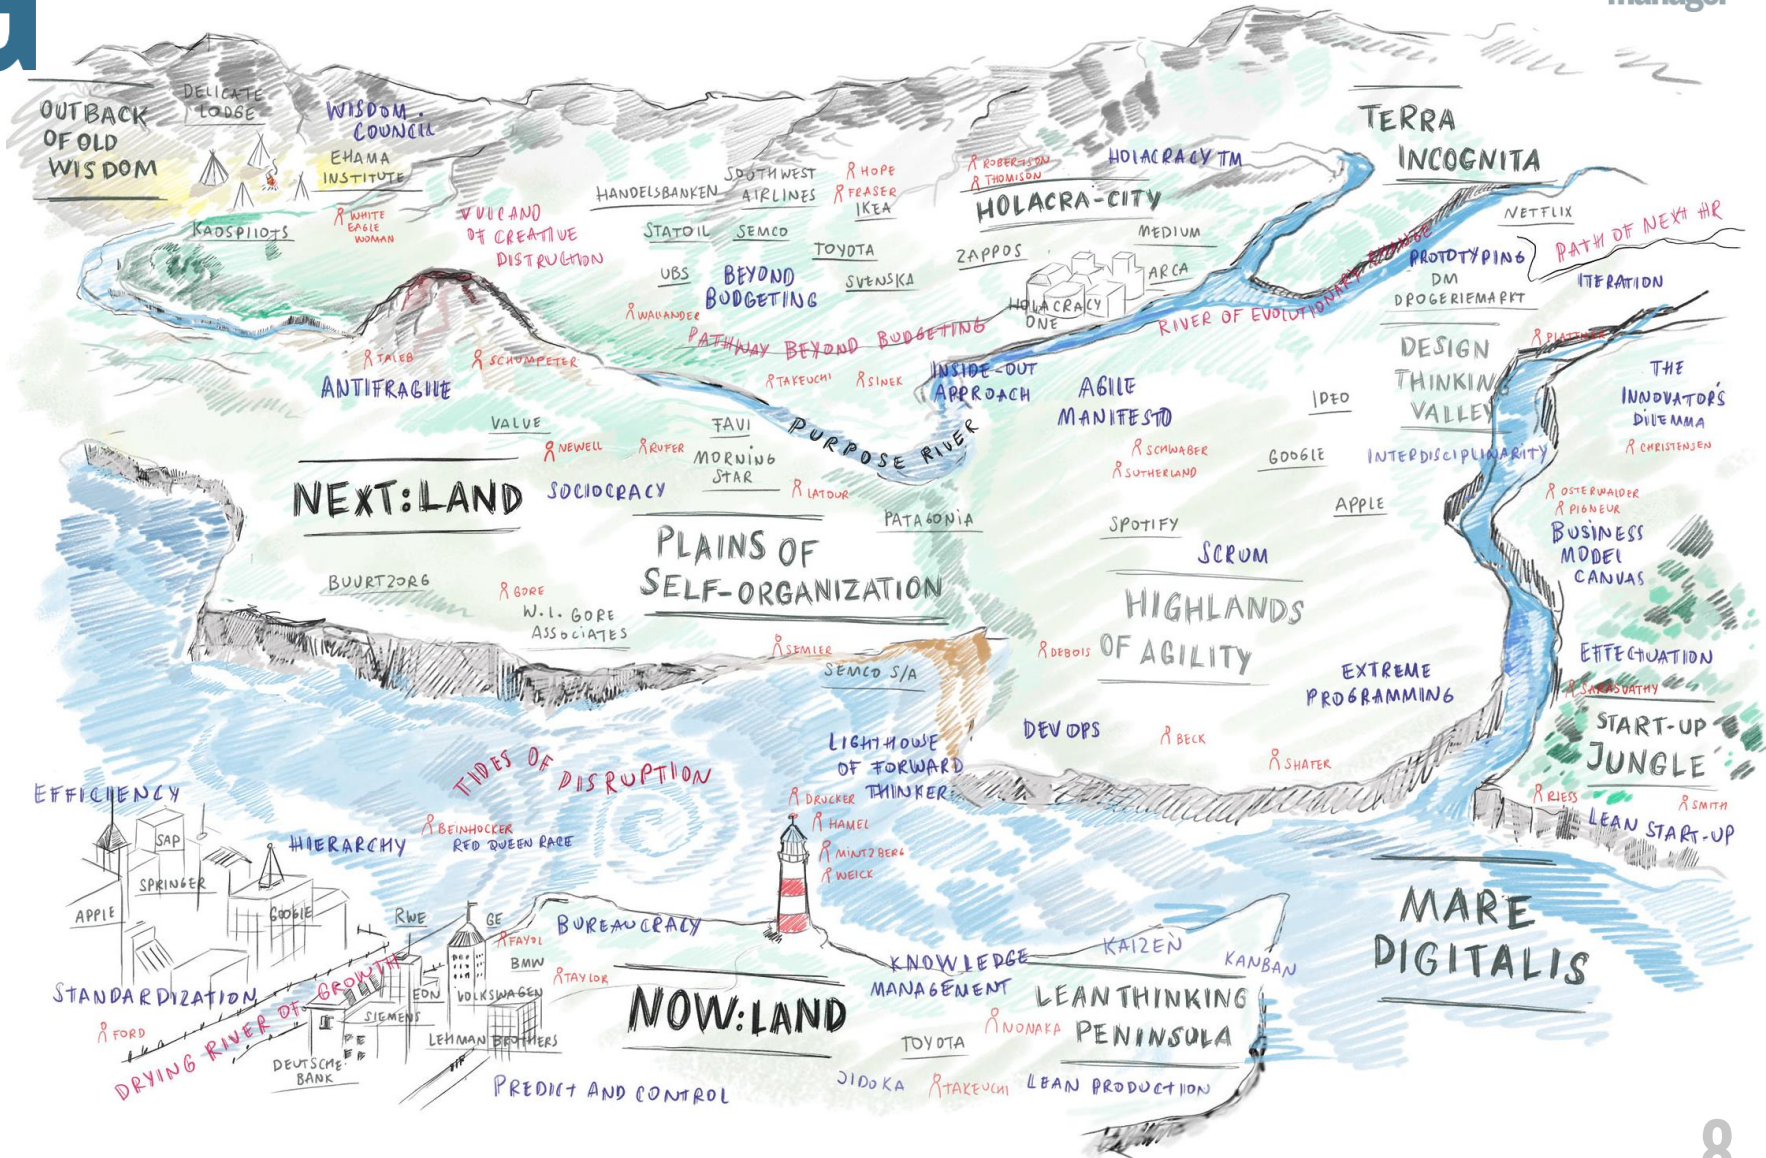 manager
OUTBACK
OF OLD
WISDOM
DELICATE
LODGE
WISDOM
COUNCIL
EHAMA
INSTITUTE
KAOSPILOTS
WHITE
EAGLE
WOMAN
VULCANO
OF CREATIVE
DISTRUCTION
HANDELSBANKEN
SOUTHWEST
AIRLINES
HOPE
FRASER
IKEA
STATOIL
SEMCO
TOYOTA
UBS
BEYOND
BUDGETING
SVENSKA
WALLANDER
PATHWAY BEYOND BUDGETING
ROBERTSON
THOMISON
HOLACRACY TM
HOLACRA-CITY
MEDIUM
ZAPPOS
ARCA
HOLACRACY
ONE
TERRA
INCOGNITA
NETFLIX
PATH OF NEXT HR
PROTOTYPING
DM
DROGERIEMARKT
ITERATION
RIVER OF EVOLUTIONARY CHANGE
TALEB
SCHUMPETER
ANTIFRAGILE
TAKEUCHI
SINEK
INSIDE-OUT
APPROACH
AGILE
MANIFESTO
DESIGN
THINKING
VALLEY
PLATTNER
THE
INNOVATOR'S
DILEMMA
CHRISTENSEN
IDEO
VALUE
NEWELL
RUFER
FAVI
MORNING
STAR
LATOUR
PURPOSE RIVER
SCHWABER
SUTHERLAND
GOOGLE
INTERDISCIPLINARITY
NEXT:LAND
SOCIOCRACY
PATAGONIA
APPLE
OSTERWALDER
PIGNEUR
BUSINESS
MODEL
CANVAS
PLAINS OF
SELF-ORGANIZATION
SPOTIFY
SCRUM
BUURTZORG
GORE
W.L. GORE
ASSOCIATES
HIGHLANDS
OF AGILITY
SEMLER
SEMCO S/A
DEBOIS
EXTREME
PROGRAMMING
EFFECTUATION
SARASVATHY
START-UP
JUNGLE
DEVOPS
BECK
SHAFER
RIESS
SMITH
LEAN START-UP
TIDES OF DISRUPTION
LIGHTHOUSE
OF FORWARD
THINKER
DRUCKER
HAMEL
MINTZBERG
WEICK
EFFICIENCY
SAP
HIERARCHY
BEINHOCKER
RED QUEEN RACE
SPRINGER
APPLE
GOOGLE
RWE
GE
FAYOL
BMW
BUREAUCRACY
TAYLOR
STANDARDIZATION
EON
VOLKSWAGEN
SIEMENS
LEHMAN BROTHERS
FORD
DRYING RIVER OF GROWTH
DEUTSCHE
BANK
PREDICT AND CONTROL
NOW:LAND
KNOWLEDGE
MANAGEMENT
KAIZEN
KANBAN
LEAN THINKING
PENINSULA
NONAKA
TOYOTA
JIDOKA
TAKEUCHI
LEAN PRODUCTION
MARE
DIGITALIS
8